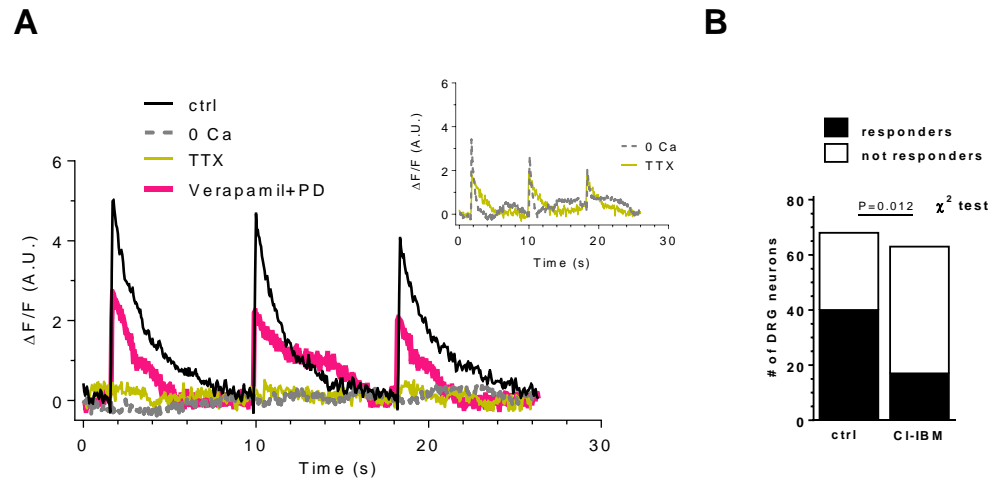 A
ctrl
0 Ca
TTX
Verapamil+PD
ΔF/F (A.U.)
6
4
2
0
0
10
20
30
Time (s)
ΔF/F (A.U.)
6
4
2
0
0 Ca
TTX
0
10
20
30
Time (s)
B
responders
not responders
P=0.012
χ² test
# of DRG neurons
80
60
40
20
0
ctrl
CI-IBM